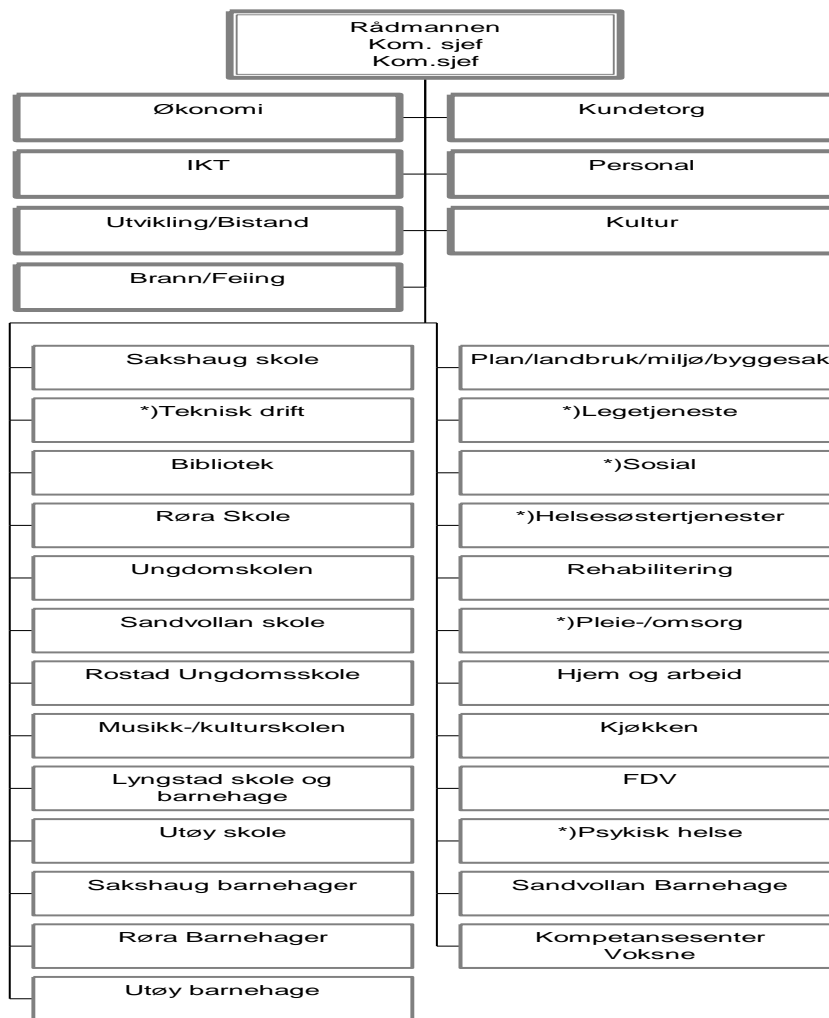 Rådmannen
Kom. sjef
Kom.sjef
Økonomi
Kundetorg
IKT
Personal
Utvikling/Bistand
Kultur
Brann/Feiing
Sakshaug skole
*)Teknisk drift
Bibliotek
Røra Skole
Ungdomskolen
Sandvollan skole
Rostad Ungdomsskole
Musikk-/kulturskolen
Lyngstad skole og
barnehage
Utøy skole
Sakshaug barnehager
Røra Barnehager
Utøy barnehage
Plan/landbruk/miljø/byggesak
*)Legetjeneste
*)Sosial
*)Helsesøstertjenester
Rehabilitering
*)Pleie-/omsorg
Hjem og arbeid
Kjøkken
FDV
*)Psykisk helse
Sandvollan Barnehage
Kompetansesenter
Voksne